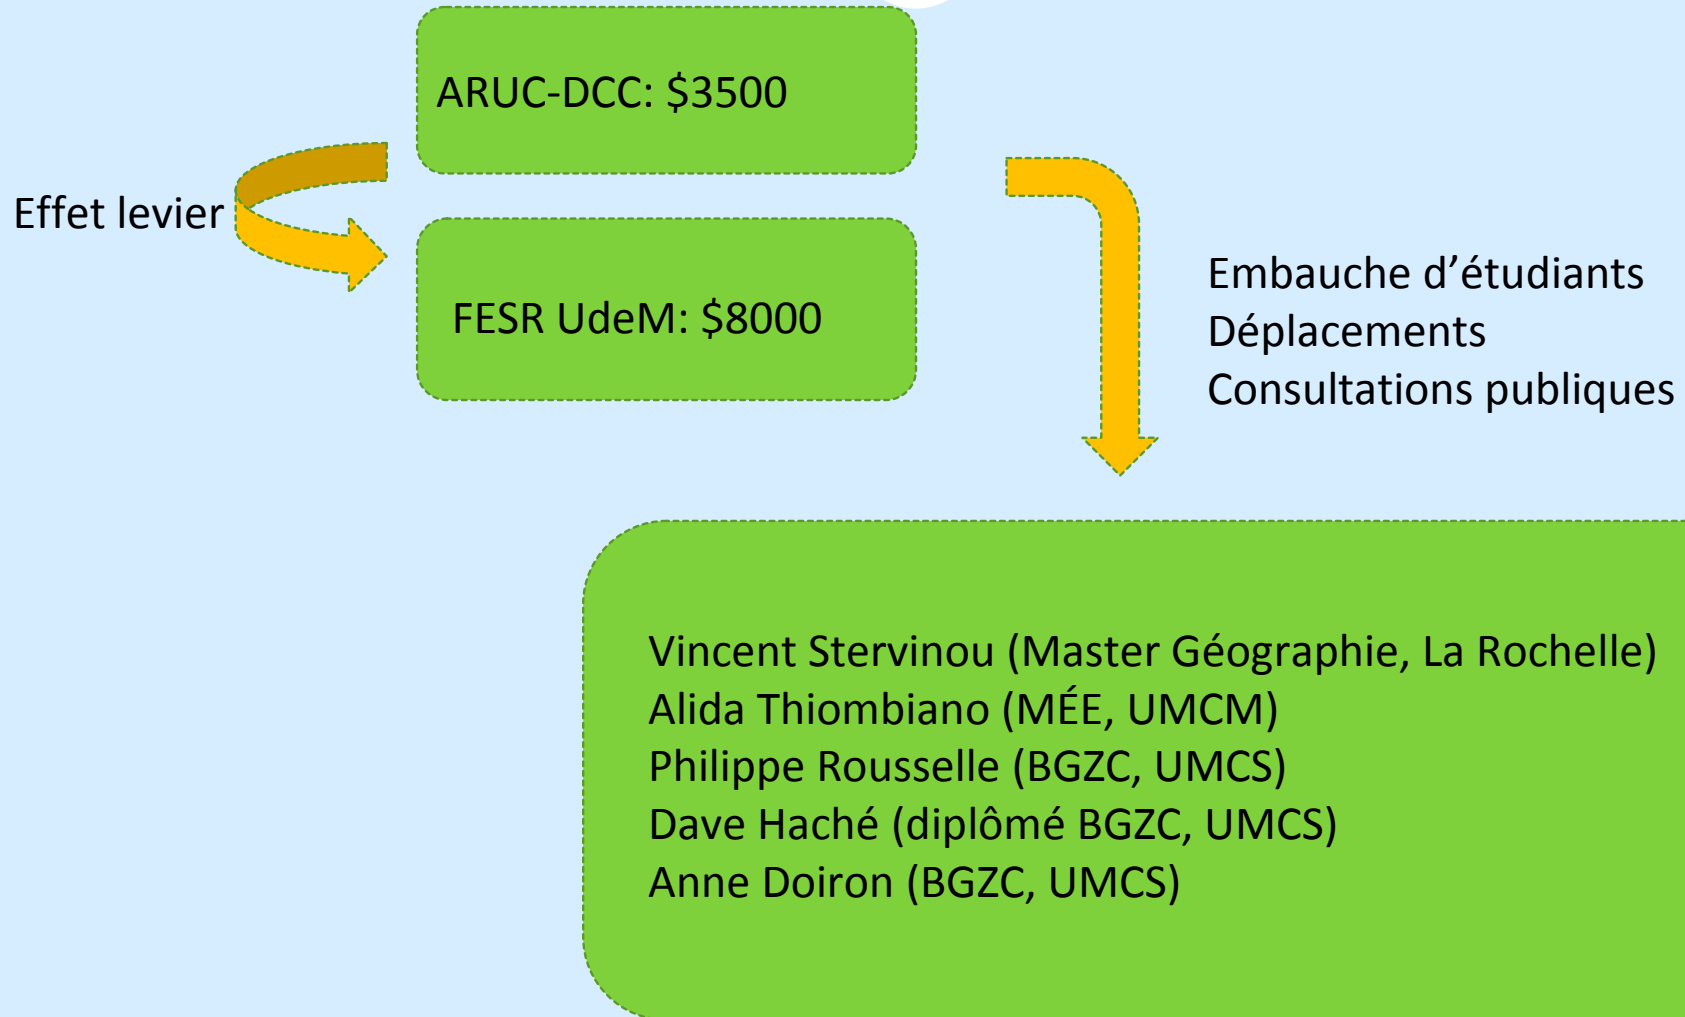 ARUC-DCC: $3500
Effet levier
FESR UdeM: $8000
Embauche d’étudiants
Déplacements
Consultations publiques
Vincent Stervinou (Master Géographie, La Rochelle)
Alida Thiombiano (MÉE, UMCM)
Philippe Rousselle (BGZC, UMCS)
Dave Haché (diplômé BGZC, UMCS)
Anne Doiron (BGZC, UMCS)